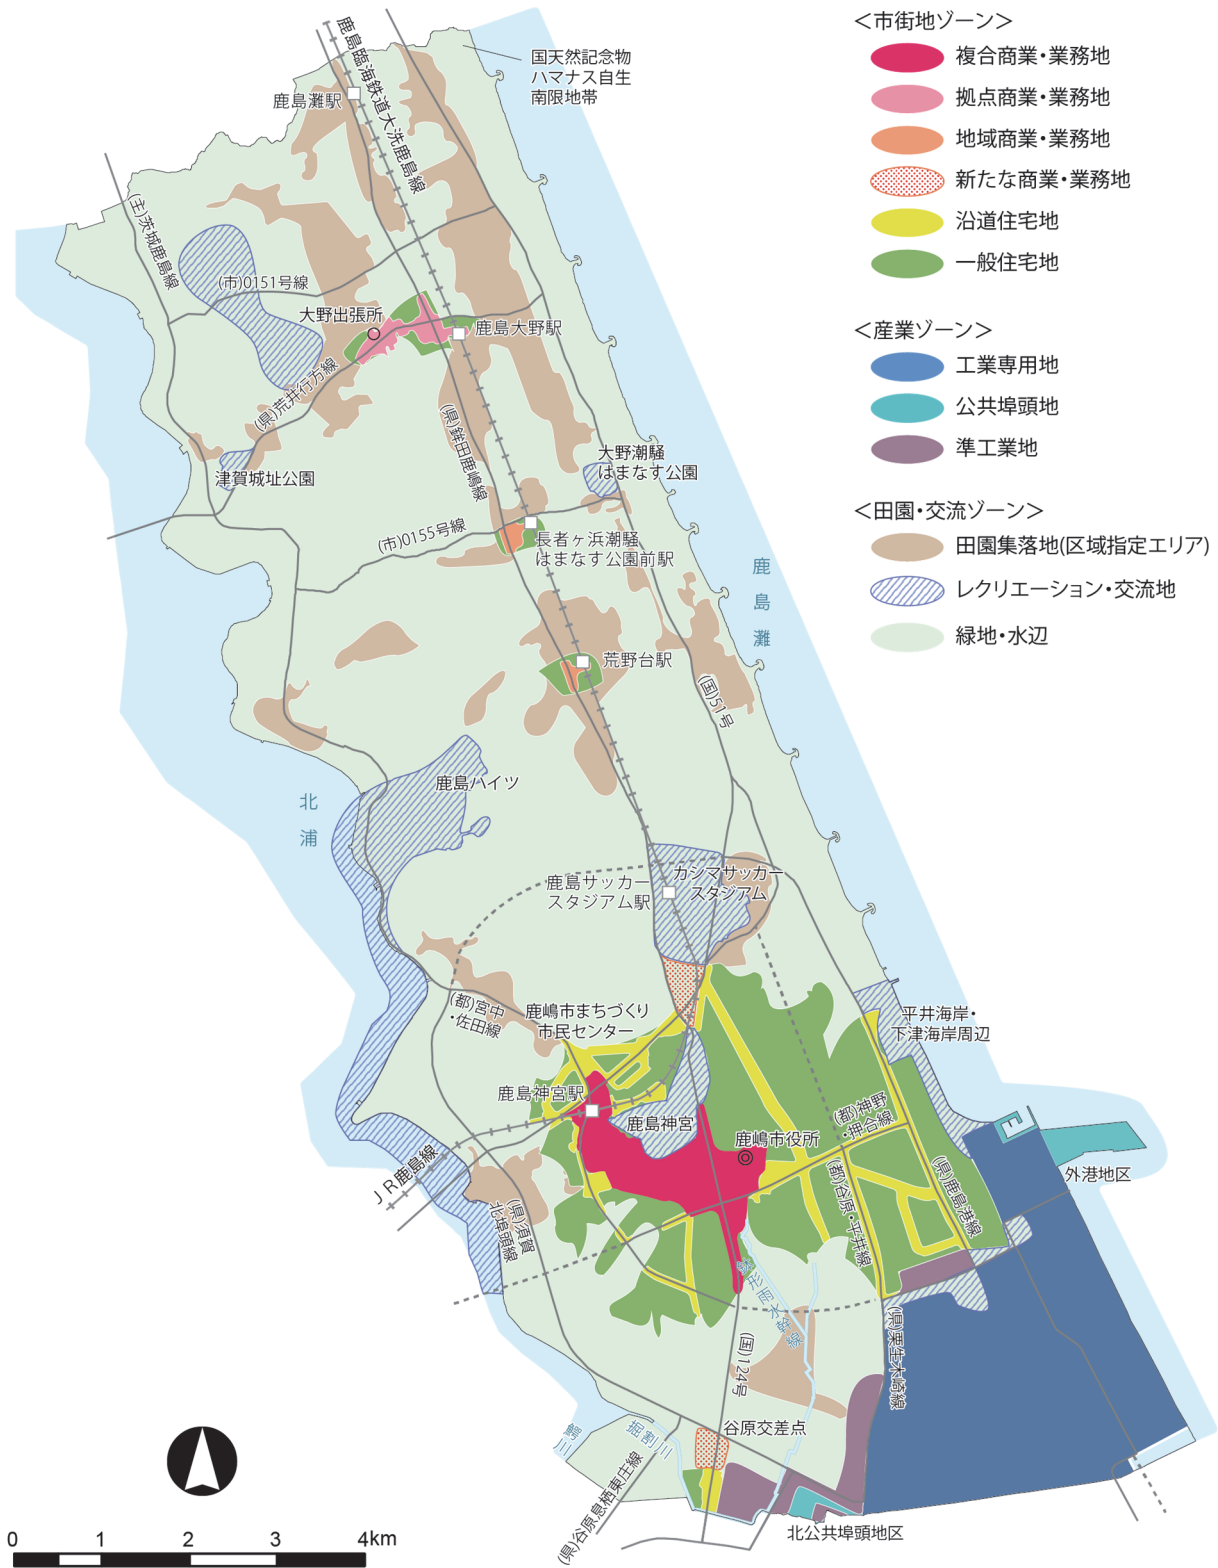 ＜市街地ゾーン＞
複合商業・業務地
拠点商業・業務地
地域商業・業務地
新たな商業・業務地
沿道住宅地
一般住宅地
＜産業ゾーン＞
工業専用地
公共埠頭地
準工業地
＜田園・交流ゾーン＞
田園集落地(区域指定エリア)
レクリエーション・交流地
緑地・水辺
国天然記念物
ハマナス自生
南限地帯
鹿島臨海鉄道大洗鹿島線
鹿島灘駅
(主)茨城鹿島線
(市)0151号線
大野出張所
鹿島大野駅
(県)荒井行方線
(県)鉾田鹿嶋線
大野潮騒
はまなす公園
津賀城址公園
(市)0155号線
長者ヶ浜潮騒
はまなす公園前駅
鹿島灘
荒野台駅
(国)51号
鹿島ハイツ
北浦
鹿島サッカー
スタジアム駅
カシマサッカー
スタジアム
(都)宮中
・佐田線
鹿嶋市まちづくり
市民センター
平井海岸・
下津海岸周辺
鹿島神宮駅
鹿島神宮
鹿嶋市役所
(都)神野
・押合線
JR鹿島線
(都)谷原・平井線
(県)鹿島港線
外港地区
(県)須賀
北埠頭線
鎌形雨水幹線
(国)124号
(県)粟生木崎線
谷原交差点
鰐川
掘割川
(県)谷原息栖東庄線
北公共埠頭地区
0 1 2 3 4km